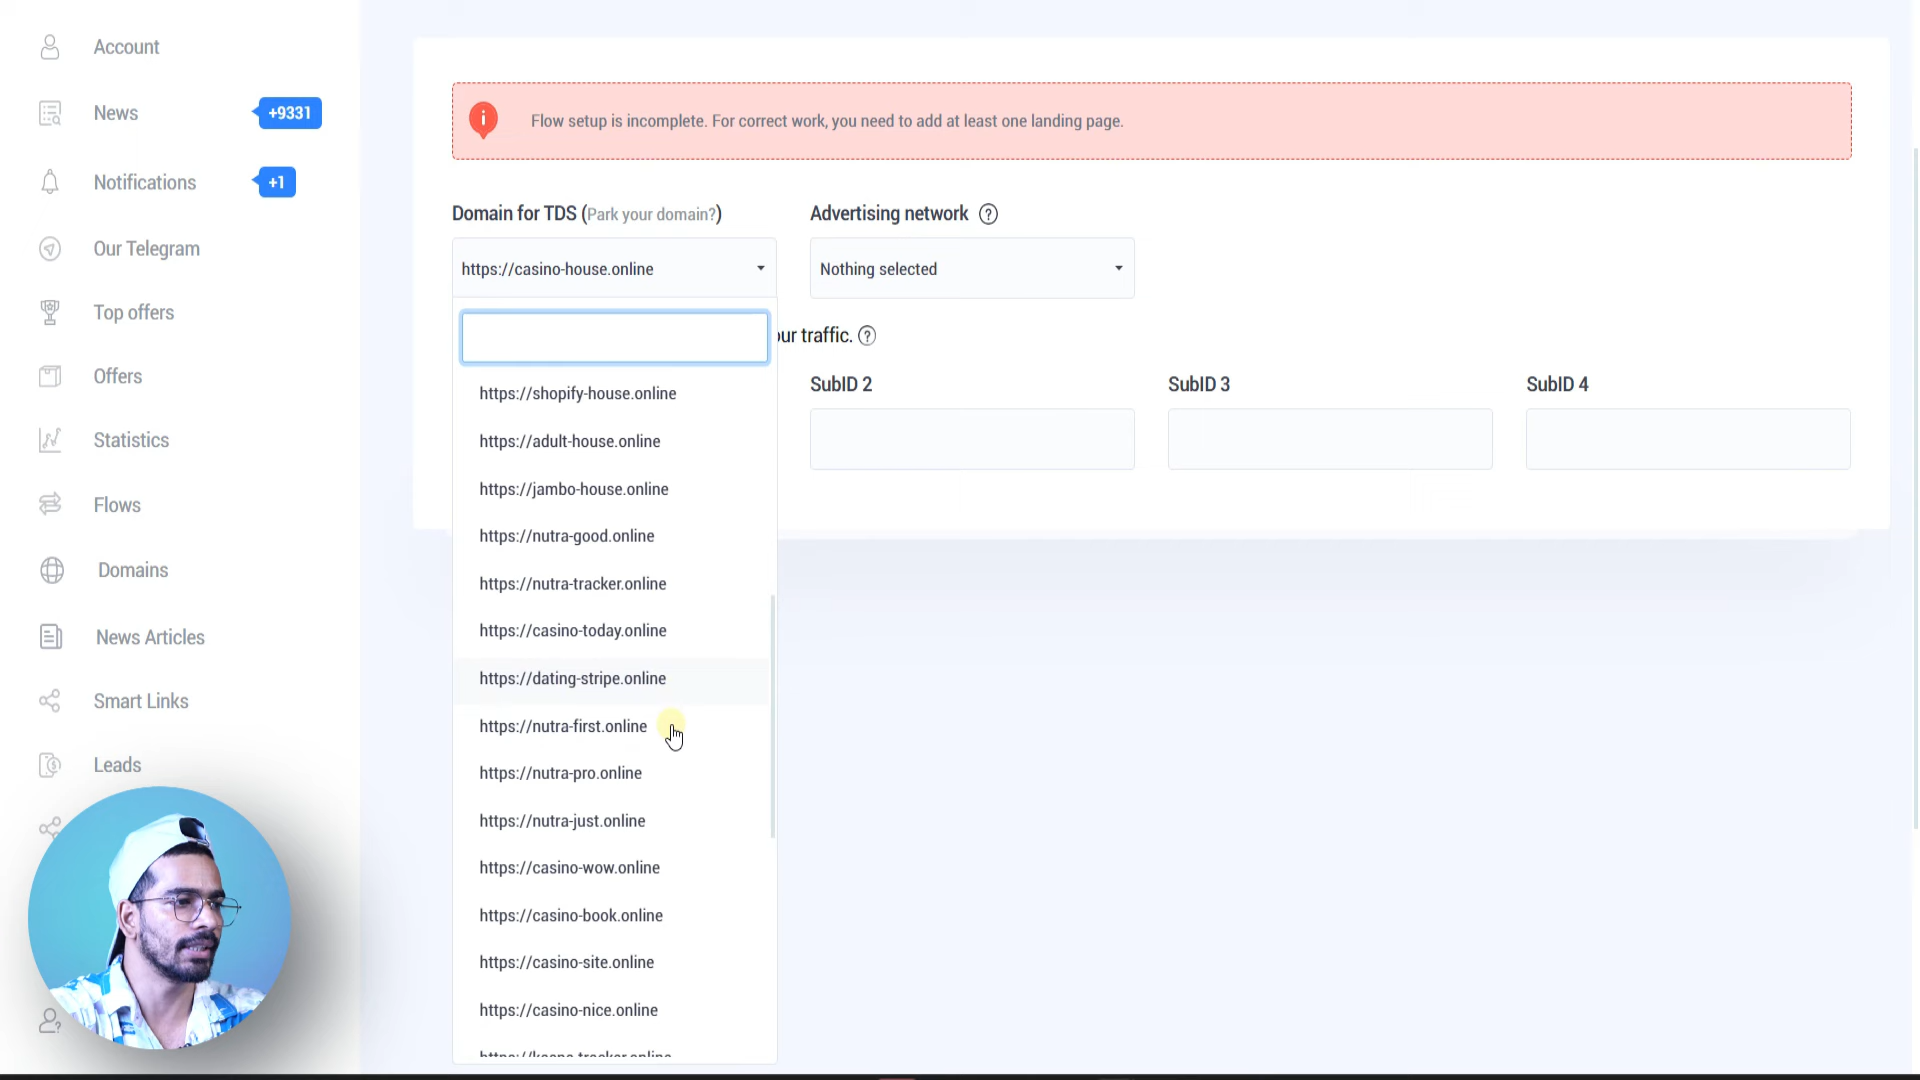 Account
News
+9331
Notifications
+1
Our Telegram
Top offers
Offers
Statistics
Flows
Domains
News Articles
Smart Links
Leads
Flow setup is incomplete. For correct work, you need to add at least one landing page.
Domain for TDS (Park your domain?)
Advertising network ?
https://casino-house.online
Nothing selected
our traffic. ?
SubID 2
SubID 3
SubID 4
https://shopify-house.online
https://adult-house.online
https://jambo-house.online
https://nutra-good.online
https://nutra-tracker.online
https://casino-today.online
https://dating-stripe.online
https://nutra-first.online
https://nutra-pro.online
https://nutra-just.online
https://casino-wow.online
https://casino-book.online
https://casino-site.online
https://casino-nice.online